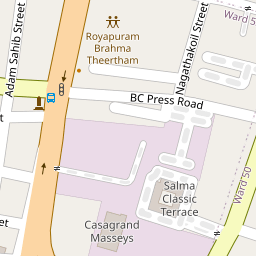 Adam Sahib Street
Royapuram
Brahma
Theertham
Nagathakoil Street
Ward 50
BC Press Road
Salma
Classic
Terrace
Ward 50
Casagrand
Masseys